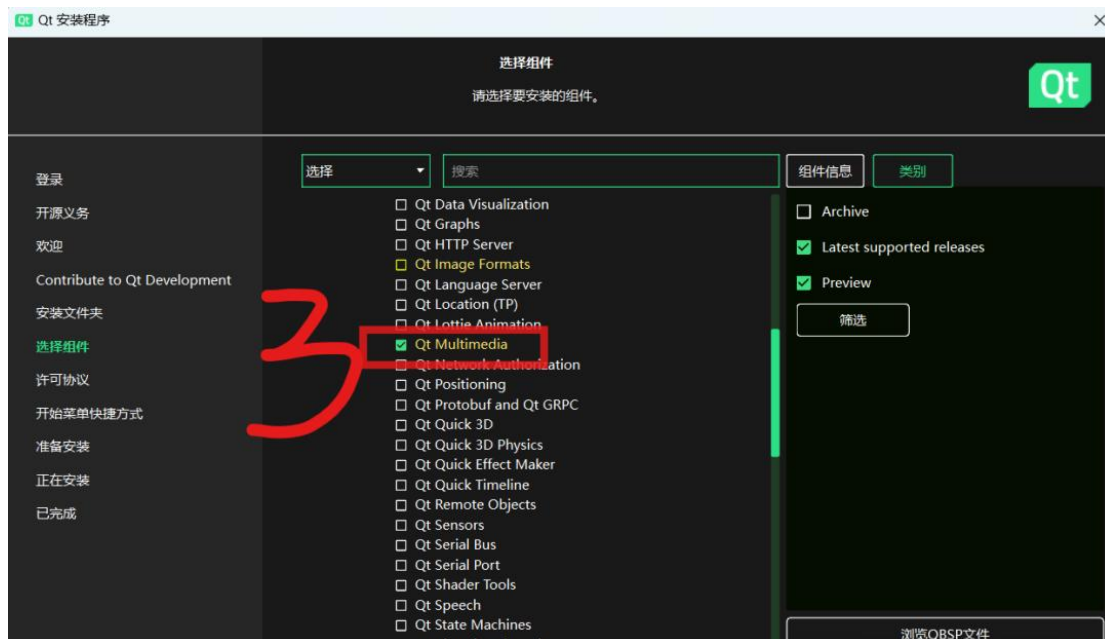 Qt 安装程序
选择组件
请选择要安装的组件。
Qt
登录
开源义务
欢迎
Contribute to Qt Development
安装文件夹
选择组件
许可协议
开始菜单快捷方式
准备安装
正在安装
已完成
3
选择
搜索
Qt Data Visualization
Qt Graphs
Qt HTTP Server
Qt Image Formats
Qt Language Server
Qt Location (TP)
Qt Lottie Animation
Qt Multimedia
Qt Network Authorization
Qt Positioning
Qt Protobuf and Qt GRPC
Qt Quick 3D
Qt Quick 3D Physics
Qt Quick Effect Maker
Qt Quick Timeline
Qt Remote Objects
Qt Sensors
Qt Serial Bus
Qt Serial Port
Qt Shader Tools
Qt Speech
Qt State Machines
组件信息
类别
Archive
Latest supported releases
Preview
筛选
浏览QBSP文件